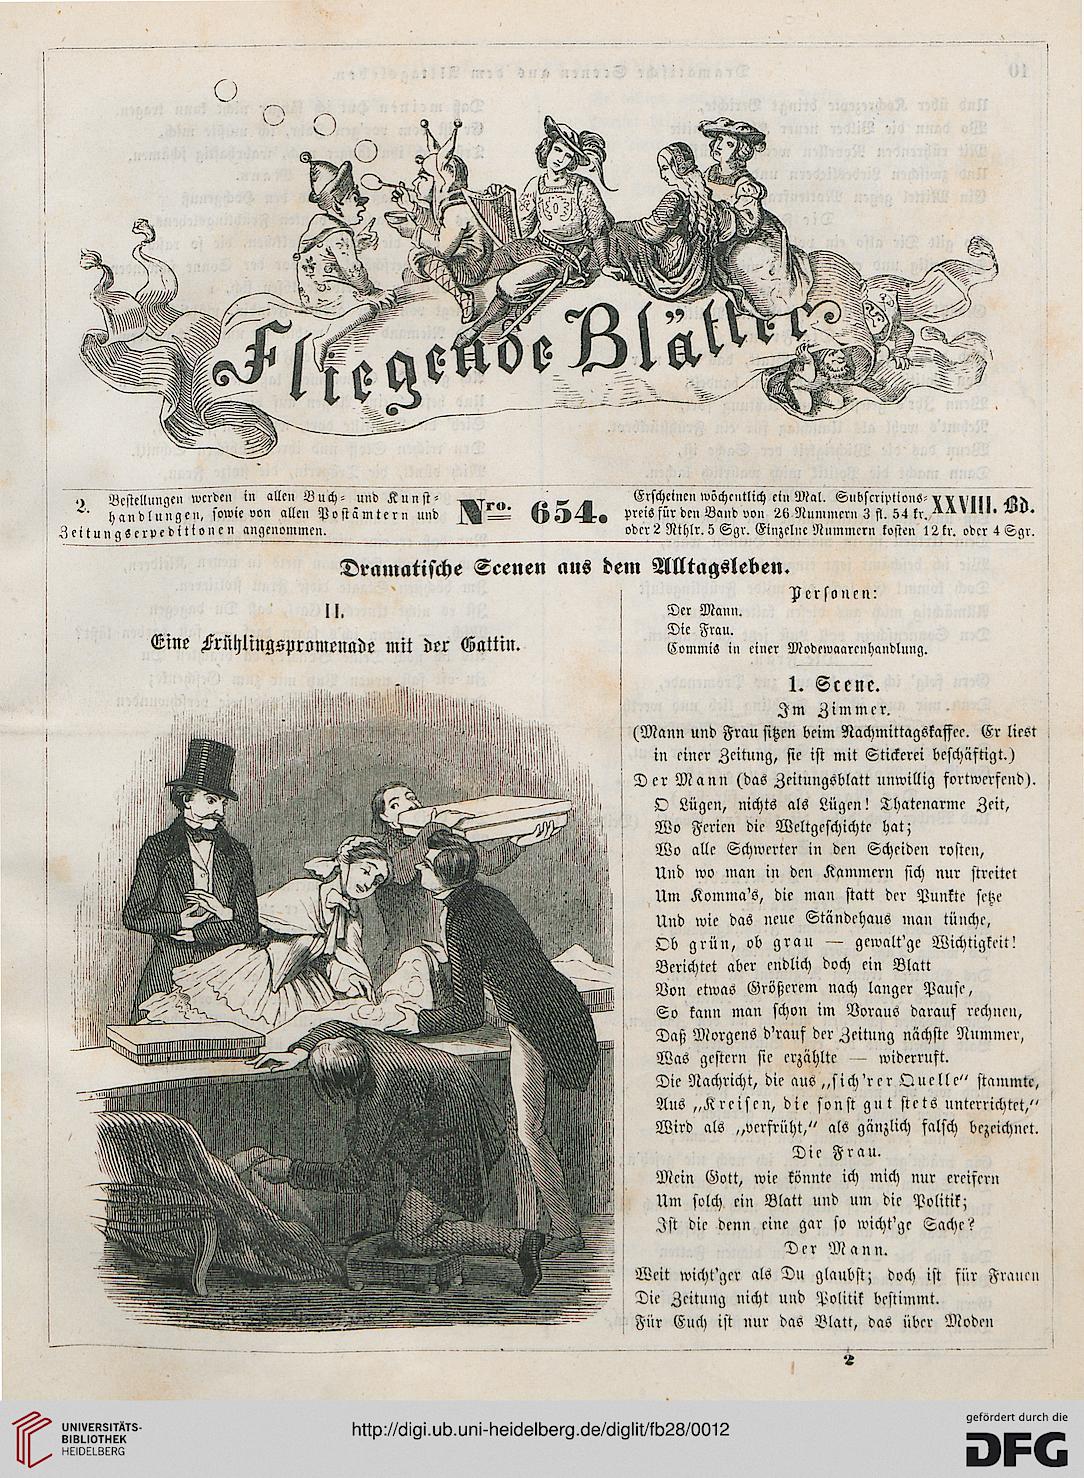 Fliegende Blätter
2.
Bestellungen werden in allen Buch- und Kunst-
handlungen, sowie von allen Postämtern und
Zeitungsexpeditionen angenommen.
Nro. 654.
Erscheinen wöchentlich ein Mal. Subscriptions-
preis für den Band von 26 Nummern 3 fl. 54 kr.
oder 2 Rthlr. 5 Sgr. Einzelne Nummern kosten 12 kr. oder 4 Sgr.
XXVIII. Bd.
Dramatische Scenen aus dem Alltagsleben.
II.
Eine Frühlingspromenade mit der Gattin.
Personen:
Der Mann.
Die Frau.
Commis in einer Modewaarenhandlung.
1. Scene.
Im Zimmer.
(Mann und Frau sitzen beim Nachmittagskaffee. Er liest
in einer Zeitung, sie ist mit Stickerei beschäftigt.)
Der Mann (das Zeitungsblatt unwillig fortwerfend).
O Lügen, nichts als Lügen! Thatenarme Zeit,
Wo Ferien die Weltgeschichte hat;
Wo alle Schwerter in den Scheiden rosten,
Und wo man in den Kammern sich nur streitet
Um Komma's, die man statt der Punkte setze
Und wie das neue Ständehaus man tünche,
Ob grün, ob grau — gewalt'ge Wichtigkeit!
Berichtet aber endlich doch ein Blatt
Von etwas Größerem nach langer Pause,
So kann man schon im Voraus darauf rechnen,
Daß Morgens d'rauf der Zeitung nächste Nummer,
Was gestern sie erzählte — widerruft.
Die Nachricht, die aus „sich'rer Quelle“ stammte,
Aus „Kreisen, die sonst gut stets unterrichtet,“
Wird als „verfrüht,“ als gänzlich falsch bezeichnet.
Die Frau.
Mein Gott, wie könnte ich mich nur ereifern
Um solch ein Blatt und um die Politik;
Ist die denn eine gar so wicht'ge Sache?
Der Mann.
Weit wicht'ger als Du glaubst; doch ist für Frauen
Die Zeitung nicht und Politik bestimmt.
Für Euch ist nur das Blatt, das über Moden
2
UNIVERSITÄTS-
BIBLIOTHEK
HEIDELBERG
http://digi.ub.uni-heidelberg.de/diglit/fb28/0012
gefördert durch die
DFG